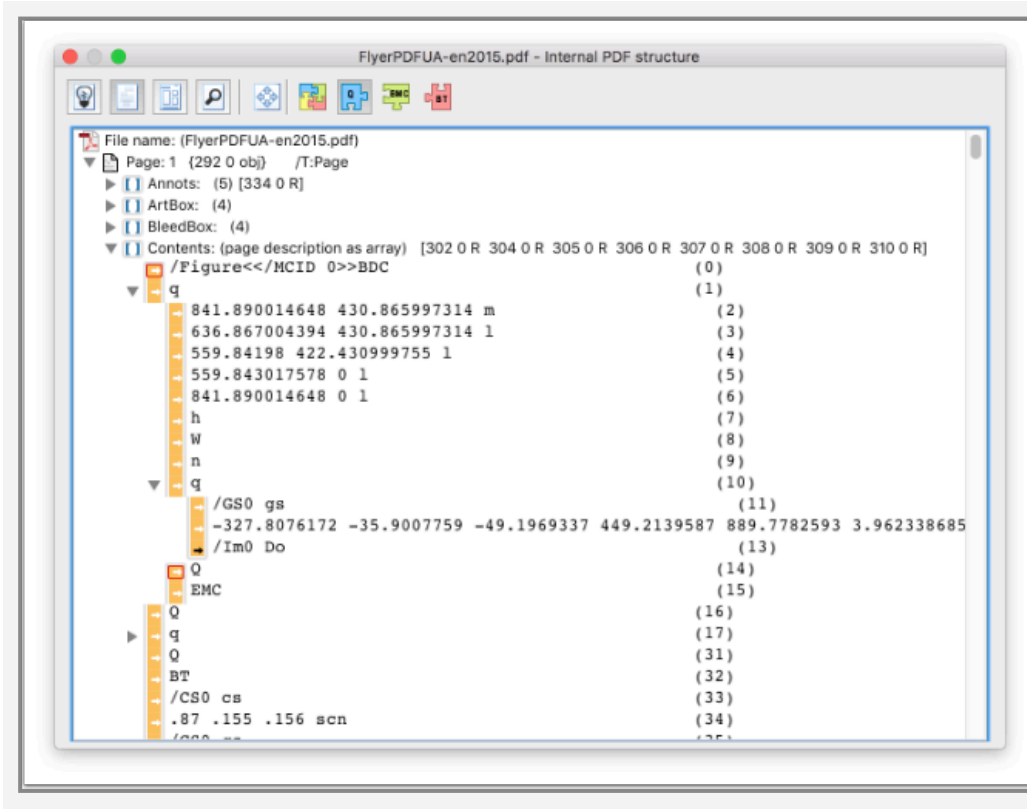 FlyerPDFUA-en2015.pdf - Internal PDF structure
Q EMC BT
File name: (FlyerPDFUA-en2015.pdf)
Page: 1 {292 0 obj} /T:Page
[ ] Annots: (5) [334 0 R]
[ ] ArtBox: (4)
[ ] BleedBox: (4)
[ ] Contents: (page description as array) [302 0 R 304 0 R 305 0 R 306 0 R 307 0 R 308 0 R 309 0 R 310 0 R]
/Figure<</MCID 0>>BDC (0)
q (1)
841.890014648 430.865997314 m (2)
636.867004394 430.865997314 l (3)
559.84198 422.430999755 l (4)
559.843017578 0 l (5)
841.890014648 0 l (6)
h (7)
W (8)
n (9)
q (10)
/GS0 gs (11)
-327.8076172 -35.9007759 -49.1969337 449.2139587 889.7782593 3.962338685
/Im0 Do (13)
Q (14)
EMC (15)
Q (16)
q (17)
Q (31)
BT (32)
/CS0 cs (33)
.87 .155 .156 scn (34)